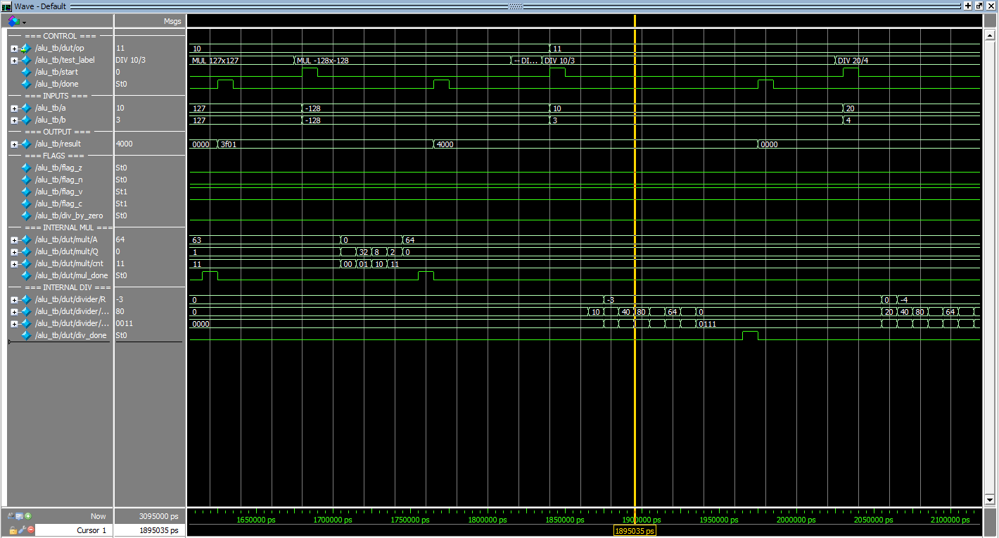 Wave - Default
Msgs
=== CONTROL ===
/alu_tb/dut/op 11 10 11
/alu_tb/test_label DIV 10/3 MUL 127x127 MUL -128x-128 --DI... DIV 10/3 DIV 20/4
/alu_tb/start 0
/alu_tb/done St0
=== INPUTS ===
/alu_tb/a 10 127 -128 10 20
/alu_tb/b 3 127 -128 3 4
=== OUTPUT ===
/alu_tb/result 4000 0000 3f01 4000 0000
=== FLAGS ===
/alu_tb/flag_z St0
/alu_tb/flag_n St0
/alu_tb/flag_v St1
/alu_tb/flag_c St1
/alu_tb/div_by_zero St0
=== INTERNAL MUL ===
/alu_tb/dut/mult/A 64 63 0 64
/alu_tb/dut/mult/Q 0 1 32 8 2 0
/alu_tb/dut/mult/cnt 11 11 00 01 10 11
/alu_tb/dut/mul_done St0
=== INTERNAL DIV ===
/alu_tb/dut/divider/R -3 0 -3 0 -4
/alu_tb/dut/divider/... 80 0 10 40 80 64 0 20 40 80 64
/alu_tb/dut/divider/... 0011 0000 0111
/alu_tb/dut/div_done St0
Now 3095000 ps 1650000 ps 1700000 ps 1750000 ps 1800000 ps 1850000 ps 1900000 ps 1950000 ps 2000000 ps 2050000 ps 2100000 ps
Cursor 1 1895035 ps 1895035 ps